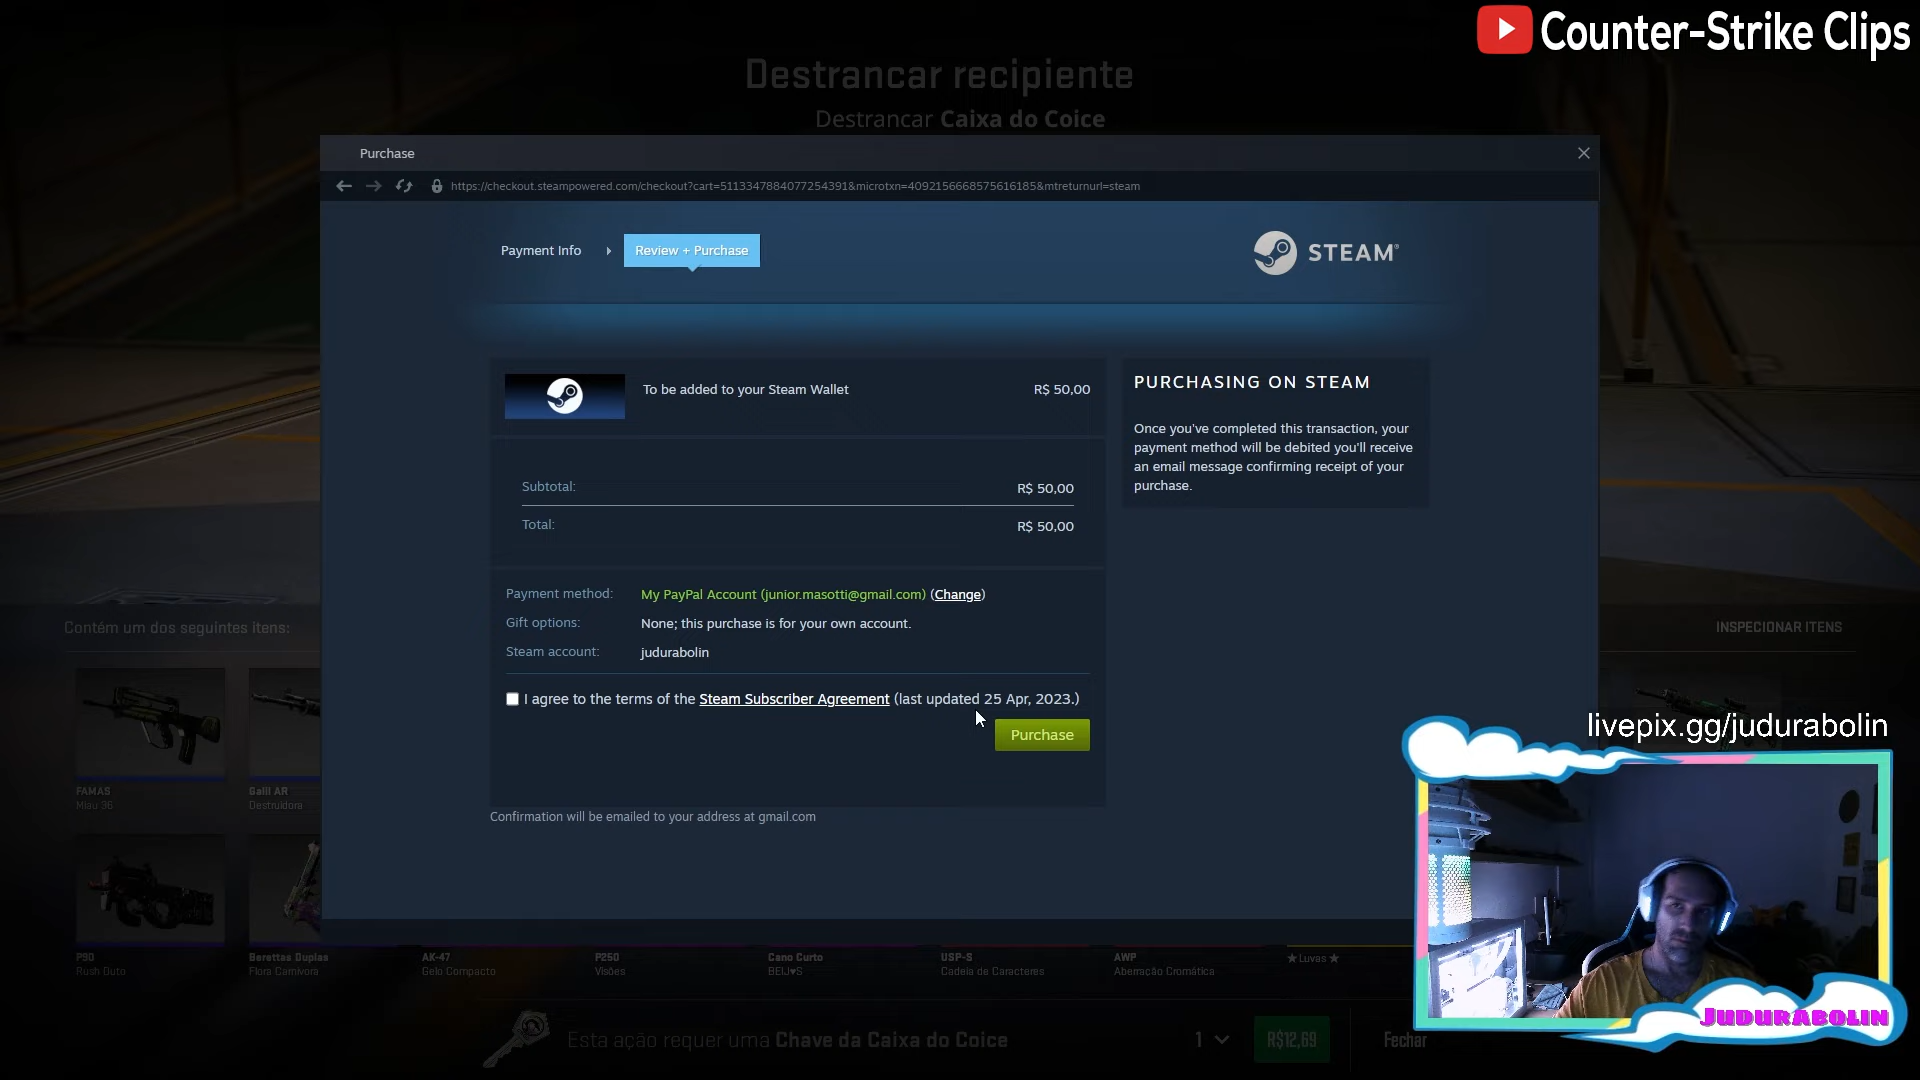 Counter-Strike Clips
Destrancar recipiente
Destrancar Caixa do Coice
Purchase
https://checkout.steampowered.com/checkout?cart=5113347884077254391&microtxn=4092156668575616185&mtreturnurl=steam
Payment Info
Review + Purchase
STEAM
To be added to your Steam Wallet
R$ 50,00
Subtotal:
R$ 50,00
Total:
R$ 50,00
PURCHASING ON STEAM
Once you've completed this transaction, your
payment method will be debited you'll receive
an email message confirming receipt of your
purchase.
Payment method:
My PayPal Account (junior.masotti@gmail.com) (Change)
Gift options:
None; this purchase is for your own account.
Steam account:
judurabolin
I agree to the terms of the Steam Subscriber Agreement (last updated 25 Apr, 2023.)
Purchase
Confirmation will be emailed to your address at gmail.com
Contém um dos seguintes itens:
INSPECIONAR ITENS
FAMAS
Miau 36
Galil AR
Destruidora
P90
Rush Duto
Berettas Duplas
Flora Carnívora
AK-47
Gelo Compacto
P250
Visões
Cano Curto
BEIJ♥S
USP-S
Cadeia de Caracteres
AWP
Aberração Cromática
★ Luvas ★
livepix.gg/judurabolin
JUDURABOLIN
Esta ação requer uma Chave da Caixa do Coice
1
R$12,69
Fechar